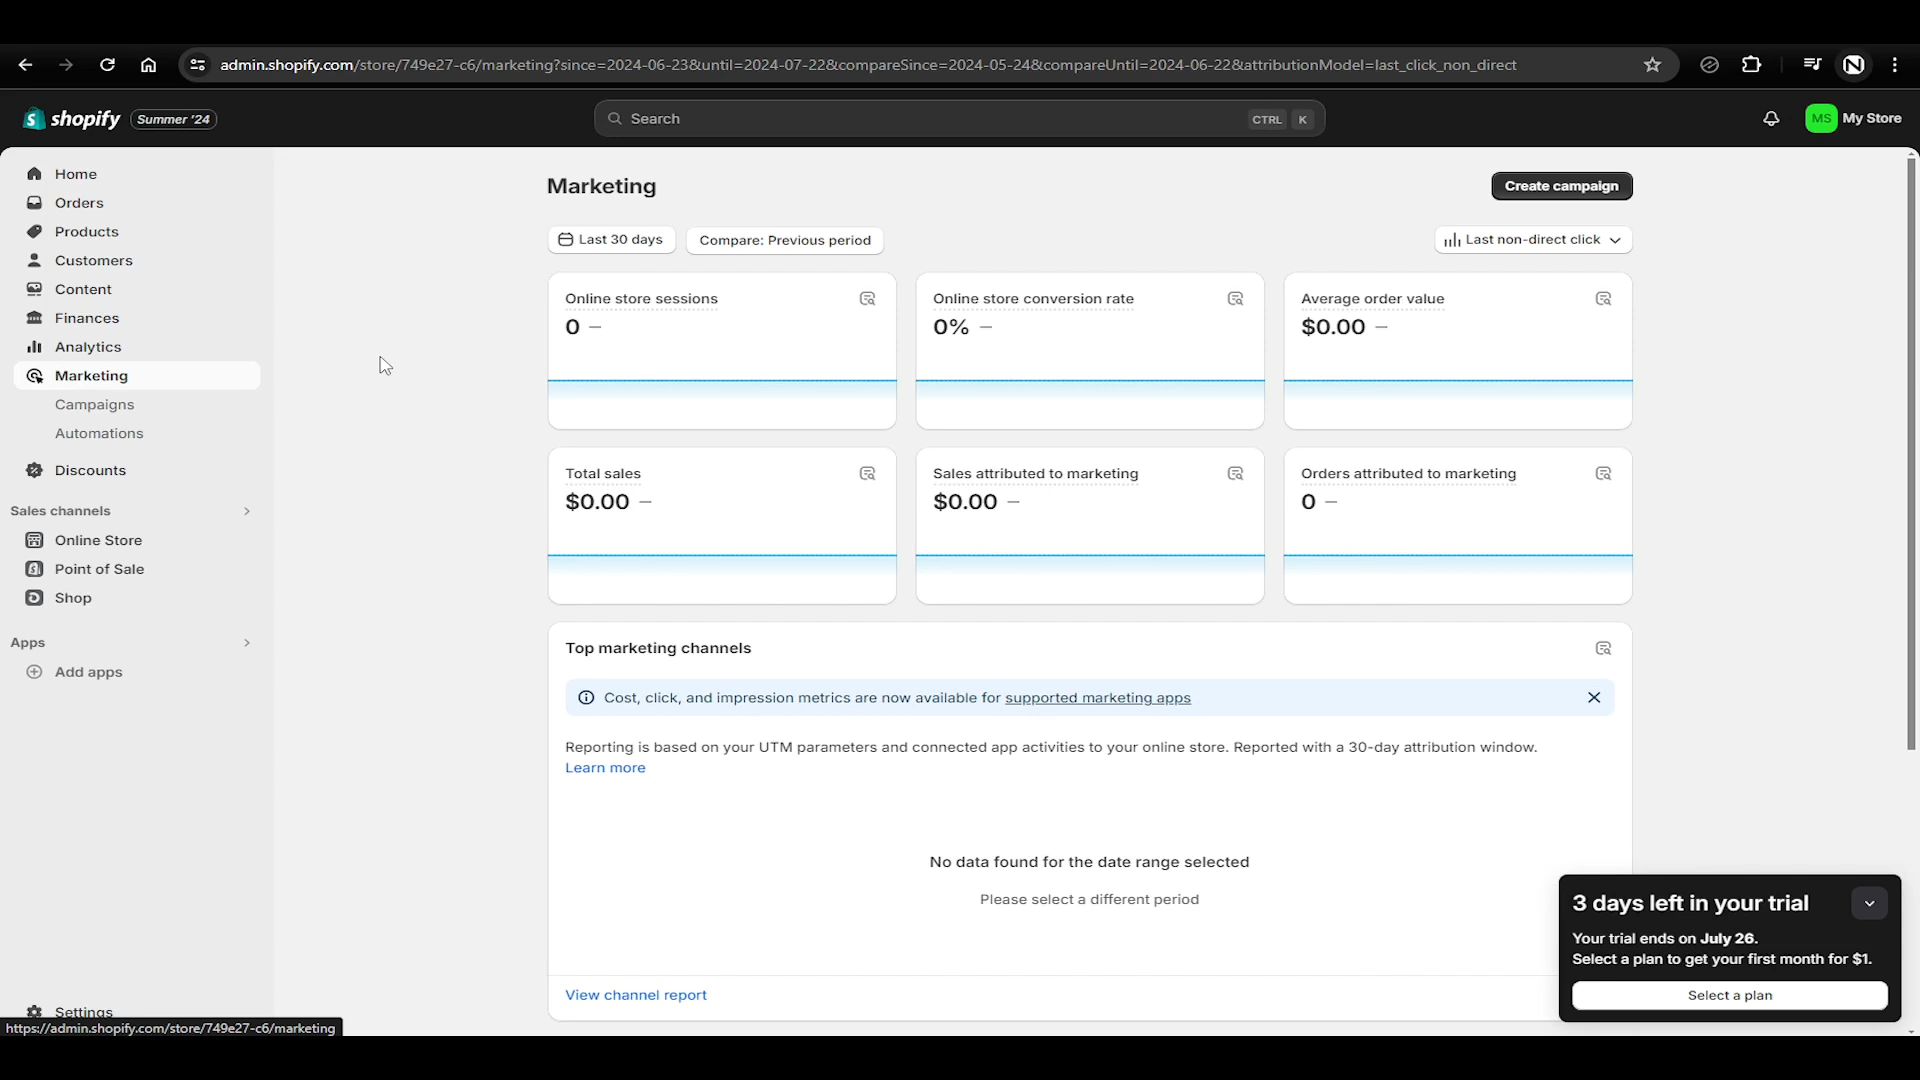 admin.shopify.com/store/749e27-c6/marketing?since=2024-06-23&until=2024-07-22&compareSince=2024-05-24&compareUntil=2024-06-22&attributionModel=last_click_non_direct
shopify Summer '24
Search CTRL K
MS My Store
Home
Orders
Products
Customers
Content
Finances
Analytics
Marketing
Campaigns
Automations
Discounts
Sales channels
Online Store
Point of Sale
Shop
Apps
Add apps
Settings
https://admin.shopify.com/store/749e27-c6/marketing
Marketing
Create campaign
Last 30 days
Compare: Previous period
Last non-direct click
Online store sessions
0 –
Online store conversion rate
0% –
Average order value
$0.00 –
Total sales
$0.00 –
Sales attributed to marketing
$0.00 –
Orders attributed to marketing
0 –
Top marketing channels
Cost, click, and impression metrics are now available for supported marketing apps
Reporting is based on your UTM parameters and connected app activities to your online store. Reported with a 30-day attribution window.
Learn more
No data found for the date range selected
Please select a different period
View channel report
3 days left in your trial
Your trial ends on July 26.
Select a plan to get your first month for $1.
Select a plan